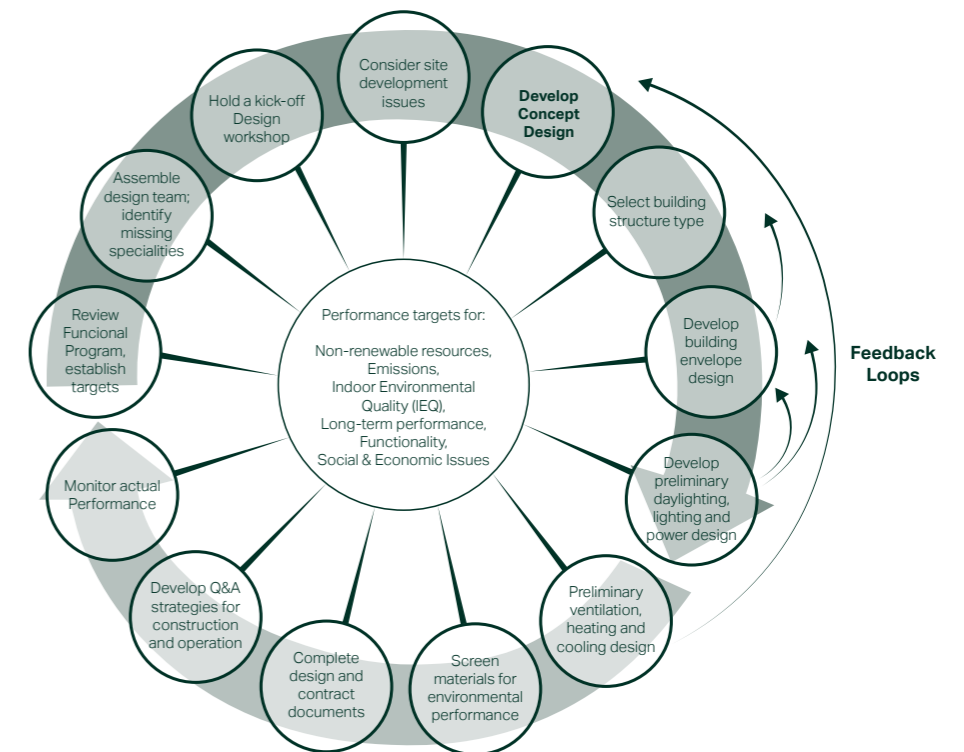 Consider site
development
issues
Develop
Concept
Design
Select building
structure type
Develop
building
envelope
design
Develop
preliminary
daylighting,
lighting and
power design
Preliminary
ventilation,
heating and
cooling design
Screen
materials for
environmental
performance
Complete
design and
contract
documents
Develop Q&A
strategies for
construction
and operation
Monitor actual
Performance
Review
Funcional
Program,
establish
targets
Assemble
design team;
identify
missing
specialities
Hold a kick-off
Design
workshop
Performance targets for:
Non-renewable resources,
Emissions,
Indoor Environmental
Quality (IEQ),
Long-term performance,
Functionality,
Social & Economic Issues
Feedback
Loops